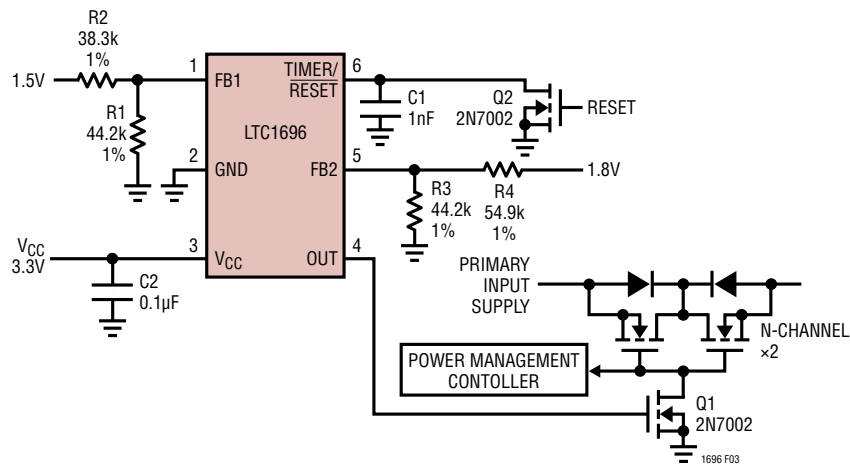 R2
38.3k
1%
1.5V
R1
44.2k
1%
1
FB1
TIMER/
RESET
6
LTC1696
2
GND
FB2
5
3
VCC
OUT
4
C1
1nF
Q2
2N7002
RESET
R3
44.2k
1%
R4
54.9k
1%
1.8V
VCC
3.3V
C2
0.1µF
PRIMARY
INPUT
SUPPLY
N-CHANNEL
×2
POWER MANAGEMENT
CONTOLLER
Q1
2N7002
1696 F03